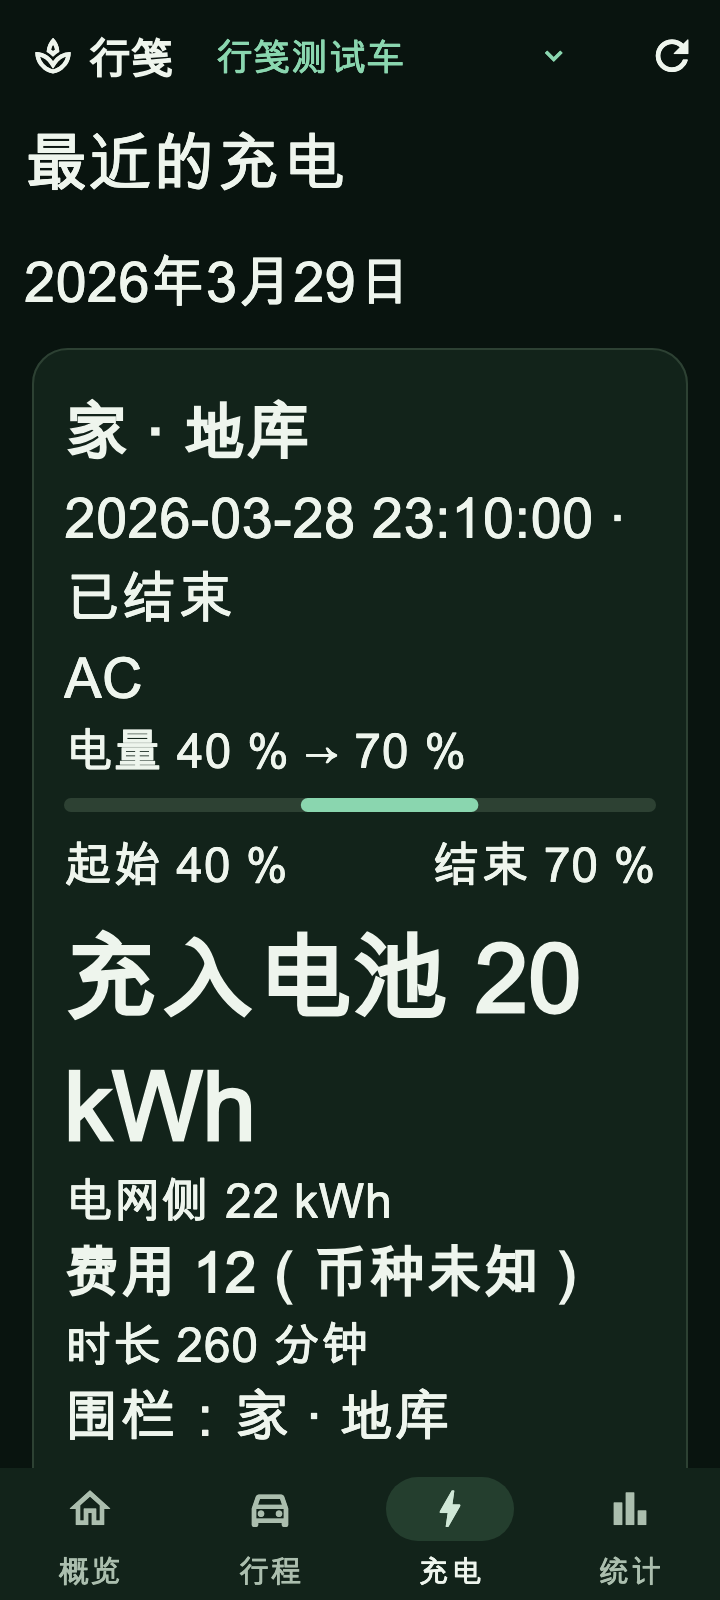 行笺 行笺测试车
最近的充电
2026年3月29日
家 · 地库
2026-03-28 23:10:00 ·
已结束
AC
电量 40 % → 70 %
起始 40 % 结束 70 %
充入电池 20
kWh
电网侧 22 kWh
费用 12（币种未知）
时长 260 分钟
围栏：家 · 地库
概览 行程 充电 统计